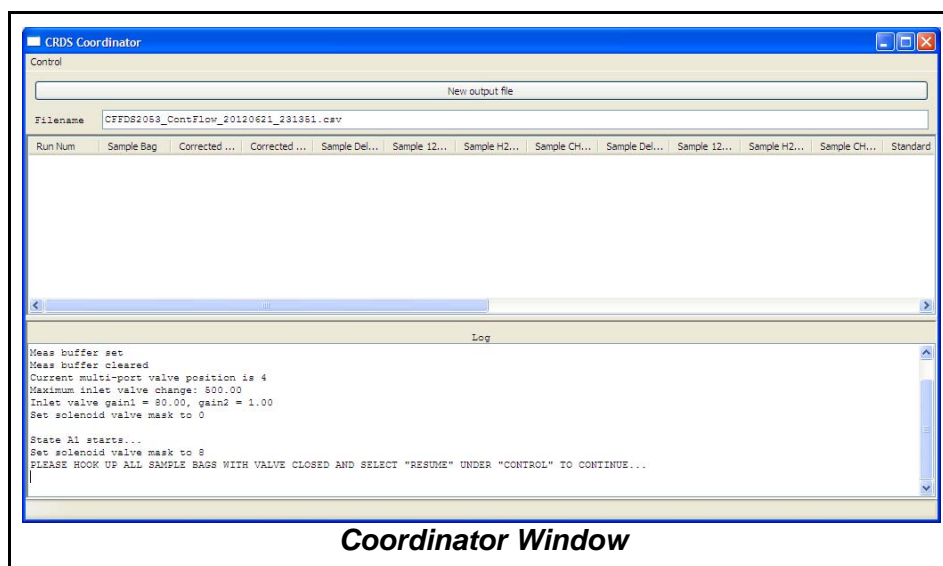 CRDS Coordinator
Control
New output file
Filename CFFDS2053_ContFlow_20120621_231351.csv
Run Num Sample Bag Corrected ... Corrected ... Sample Del... Sample 12... Sample H2... Sample CH... Sample Del... Sample 12... Sample H2... Sample CH... Standard
Log
Meas buffer set
Meas buffer cleared
Current multi-port valve position is 4
Maximum inlet valve change: 500.00
Inlet valve gain1 = 80.00, gain2 = 1.00
Set solenoid valve mask to 0
State A1 starts...
Set solenoid valve mask to 8
PLEASE HOOK UP ALL SAMPLE BAGS WITH VALVE CLOSED AND SELECT "RESUME" UNDER "CONTROL" TO CONTINUE...
Coordinator Window